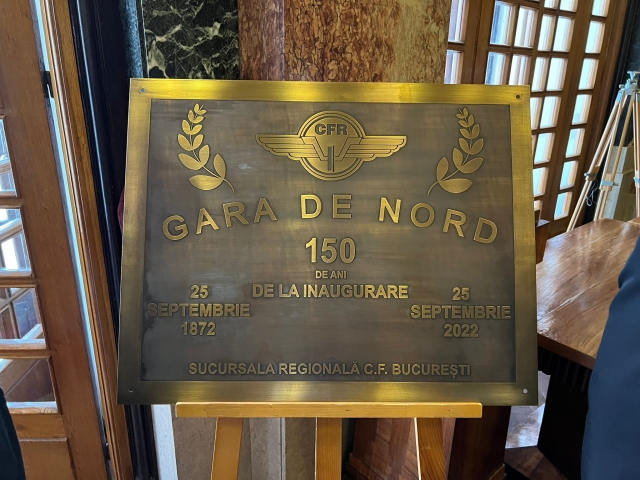 CFR
GARA DE NORD
150
DE ANI
DE LA INAUGURARE
25
SEPTEMBRIE
1872
25
SEPTEMBRIE
2022
SUCURSALA REGIONALĂ C.F. BUCUREȘTI